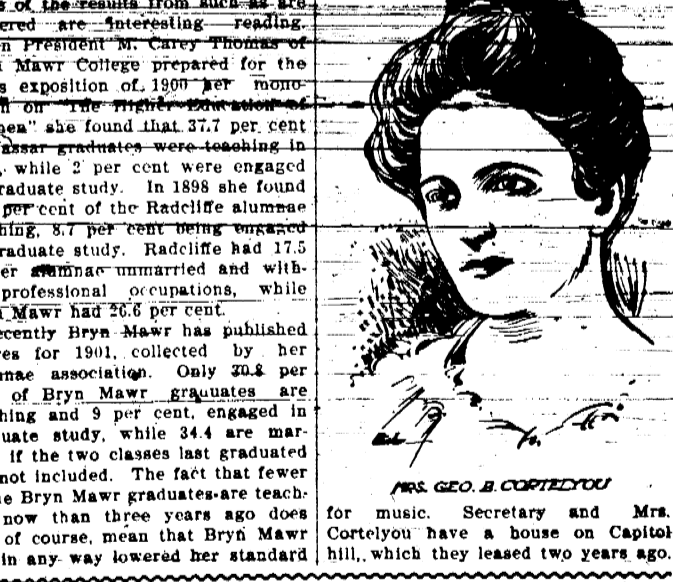 of the results from such as are
ered are interesting reading.
n President M. Carey Thomas of
Mawr College prepared for the
s exposition of 1900 her mono-
n on "The Higher Education of
en" she found that 37.7 per cent
assar graduates were teaching in
, while 2 per cent were engaged
raduate study. In 1898 she found
per cent of the Radcliffe alumnae
hing, 8.7 per cent being engaged
raduate study. Radcliffe had 17.5
er alumnae unmarried and with-
professional occupations, while
Mawr had 26.6 per cent.
ecently Bryn Mawr has published
res for 1901, collected by her
nae association. Only 30.8 per
of Bryn Mawr graduates are
hing and 9 per cent. engaged in
uate study, while 34.4 are mar-
if the two classes last graduated
not included. The fact that fewer
e Bryn Mawr graduates are teach-
now than three years ago does
of course, mean that Bryn Mawr
in any way lowered her standard
MRS. GEO. B. CORTELYOU
for music. Secretary and Mrs.
Cortelyou have a house on Capitol
hill, which they leased two years ago.